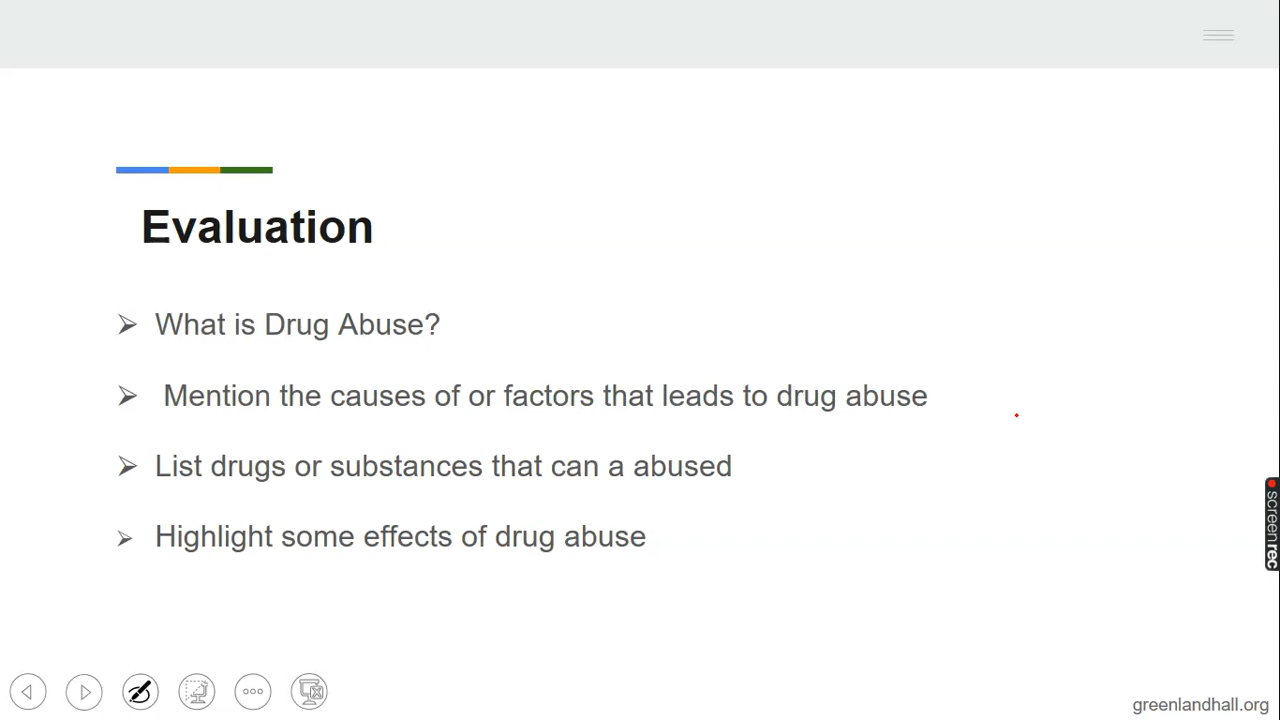 Evaluation
What is Drug Abuse?
Mention the causes of or factors that leads to drug abuse
List drugs or substances that can a abused
Highlight some effects of drug abuse
screenrec
greenlandhall.org